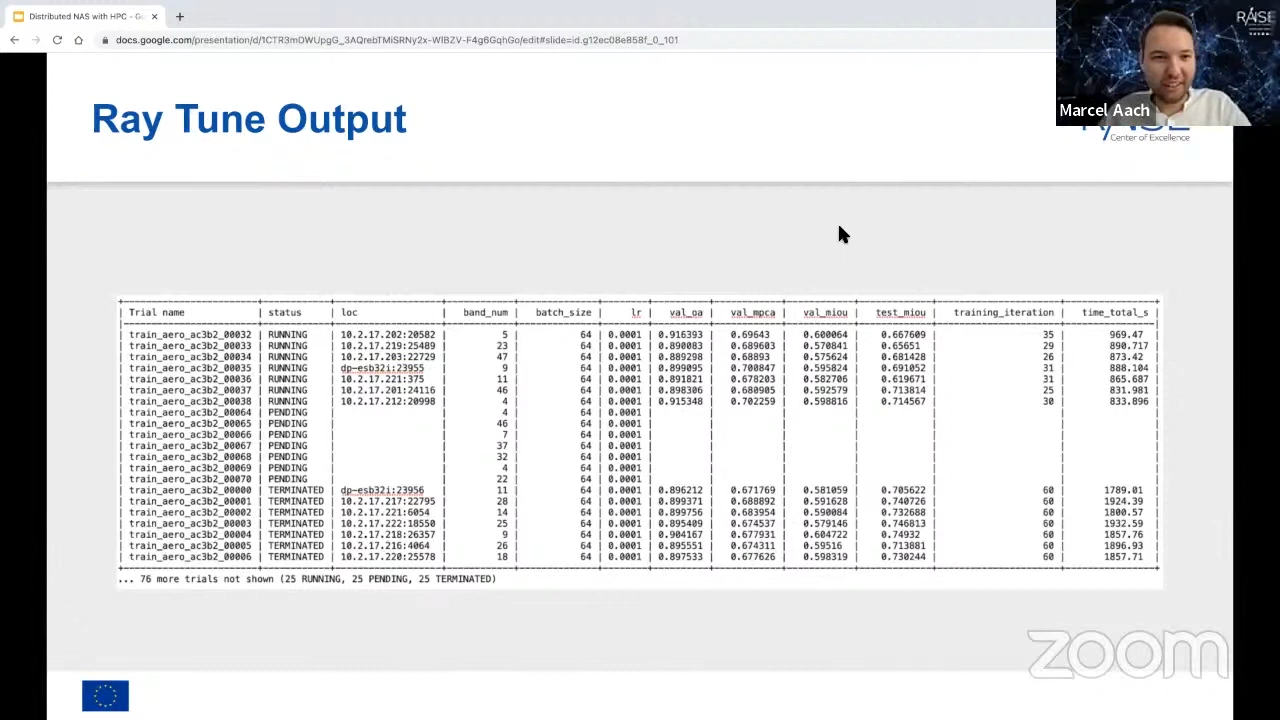 Distributed NAS with HPC - Go
docs.google.com/presentation/d/1CTR3mDWUpgG_3AQrebTMiSRNy2x-WIBZV-F4g6GqhGo/edit#slide=id.g12ec08e858f_0_101
RAISE
Marcel Aach
Ray Tune Output
Center of Excellence
Trial name | status | loc | band_num | batch_size | lr | val_oa | val_mpca | val_miou | test_miou | training_iteration | time_total_s
train_aero_ac3b2_00032 | RUNNING | 10.2.17.202:20582 | 5 | 64 | 0.0001 | 0.916393 | 0.69643 | 0.600064 | 0.667609 | 35 | 969.47
train_aero_ac3b2_00033 | RUNNING | 10.2.17.219:25489 | 23 | 64 | 0.0001 | 0.890083 | 0.689603 | 0.570841 | 0.65651 | 29 | 890.717
train_aero_ac3b2_00034 | RUNNING | 10.2.17.203:22729 | 47 | 64 | 0.0001 | 0.889298 | 0.68893 | 0.575624 | 0.681428 | 26 | 873.42
train_aero_ac3b2_00035 | RUNNING | dp-esb32i:23955 | 9 | 64 | 0.0001 | 0.899095 | 0.700847 | 0.595824 | 0.691052 | 31 | 888.104
train_aero_ac3b2_00036 | RUNNING | 10.2.17.221:375 | 11 | 64 | 0.0001 | 0.891821 | 0.678203 | 0.582706 | 0.619671 | 31 | 865.687
train_aero_ac3b2_00037 | RUNNING | 10.2.17.201:24116 | 46 | 64 | 0.0001 | 0.898306 | 0.680905 | 0.592579 | 0.713814 | 25 | 831.981
train_aero_ac3b2_00038 | RUNNING | 10.2.17.212:20998 | 4 | 64 | 0.0001 | 0.915348 | 0.702259 | 0.598816 | 0.714567 | 30 | 833.896
train_aero_ac3b2_00064 | PENDING | | 4 | 64 | 0.0001
train_aero_ac3b2_00065 | PENDING | | 46 | 64 | 0.0001
train_aero_ac3b2_00066 | PENDING | | 7 | 64 | 0.0001
train_aero_ac3b2_00067 | PENDING | | 37 | 64 | 0.0001
train_aero_ac3b2_00068 | PENDING | | 32 | 64 | 0.0001
train_aero_ac3b2_00069 | PENDING | | 4 | 64 | 0.0001
train_aero_ac3b2_00070 | PENDING | | 22 | 64 | 0.0001
train_aero_ac3b2_00000 | TERMINATED | dp-esb32i:23956 | 11 | 64 | 0.0001 | 0.896212 | 0.671769 | 0.581059 | 0.705622 | 60 | 1789.01
train_aero_ac3b2_00001 | TERMINATED | 10.2.17.217:22795 | 28 | 64 | 0.0001 | 0.899371 | 0.688892 | 0.591628 | 0.740726 | 60 | 1924.39
train_aero_ac3b2_00002 | TERMINATED | 10.2.17.221:6054 | 14 | 64 | 0.0001 | 0.899756 | 0.683954 | 0.590084 | 0.732688 | 60 | 1800.57
train_aero_ac3b2_00003 | TERMINATED | 10.2.17.222:18550 | 25 | 64 | 0.0001 | 0.895409 | 0.674537 | 0.579146 | 0.746813 | 60 | 1932.59
train_aero_ac3b2_00004 | TERMINATED | 10.2.17.218:26357 | 9 | 64 | 0.0001 | 0.904167 | 0.677931 | 0.604722 | 0.74932 | 60 | 1857.76
train_aero_ac3b2_00005 | TERMINATED | 10.2.17.216:4064 | 26 | 64 | 0.0001 | 0.895551 | 0.674311 | 0.59516 | 0.713881 | 60 | 1896.93
train_aero_ac3b2_00006 | TERMINATED | 10.2.17.220:25578 | 18 | 64 | 0.0001 | 0.897533 | 0.677626 | 0.598319 | 0.730244 | 60 | 1857.71
... 76 more trials not shown (25 RUNNING, 25 PENDING, 25 TERMINATED)
zoom